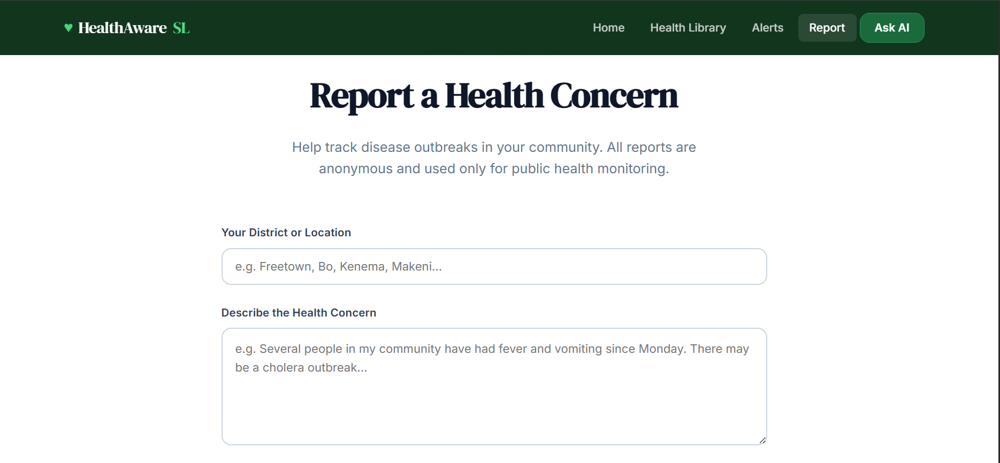 ♥ HealthAware SL
Home
Health Library
Alerts
Report
Ask AI
Report a Health Concern
Help track disease outbreaks in your community. All reports are
anonymous and used only for public health monitoring.
Your District or Location
e.g. Freetown, Bo, Kenema, Makeni...
Describe the Health Concern
e.g. Several people in my community have had fever and vomiting since Monday. There may
be a cholera outbreak...